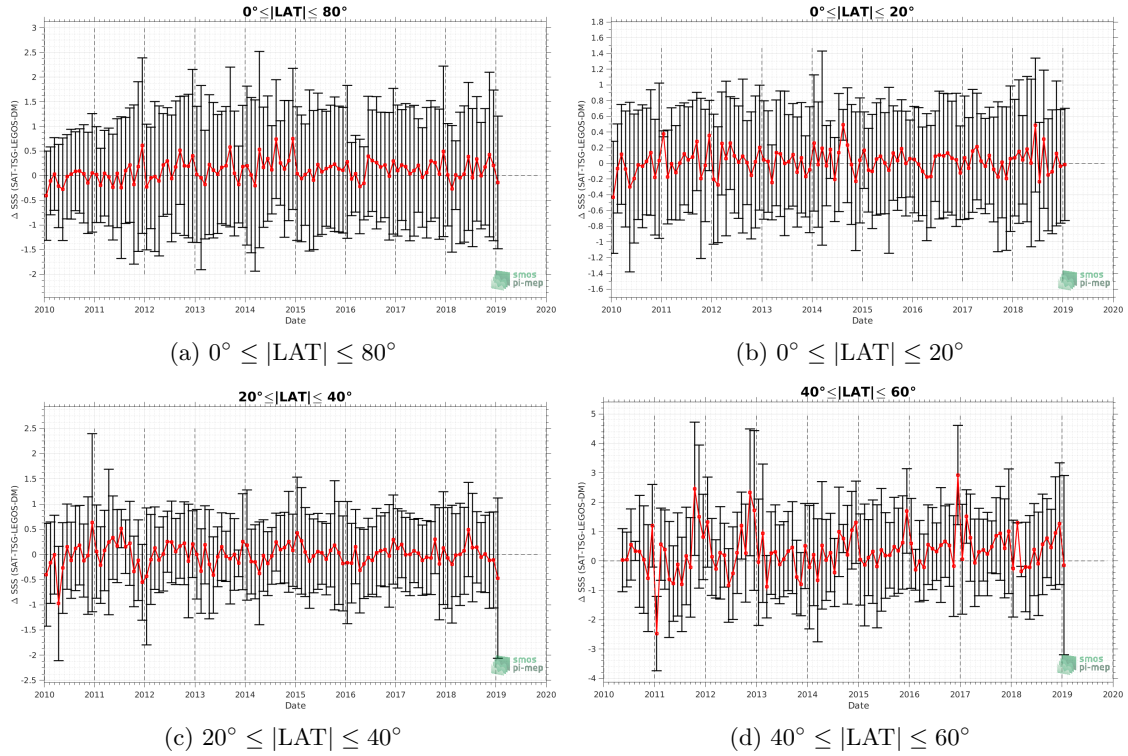 0°≤|LAT|≤ 80°
Δ SSS (SAT-TSG-LEGOS-DM)
3
2.5
2
1.5
1
0.5
0
-0.5
-1
-1.5
-2
2010 2011 2012 2013 2014 2015 2016 2017 2018 2019 2020
Date
smos
pi-mep
(a) 0° ≤ |LAT| ≤ 80°
0°≤|LAT|≤ 20°
Δ SSS (SAT-TSG-LEGOS-DM)
1.8
1.6
1.4
1.2
1
0.8
0.6
0.4
0.2
0
-0.2
-0.4
-0.6
-0.8
-1
-1.2
-1.4
-1.6
2010 2011 2012 2013 2014 2015 2016 2017 2018 2019 2020
Date
smos
pi-mep
(b) 0° ≤ |LAT| ≤ 20°
20°≤|LAT|≤ 40°
Δ SSS (SAT-TSG-LEGOS-DM)
2.5
2
1.5
1
0.5
0
-0.5
-1
-1.5
-2
-2.5
2010 2011 2012 2013 2014 2015 2016 2017 2018 2019 2020
Date
smos
pi-mep
(c) 20° ≤ |LAT| ≤ 40°
40°≤|LAT|≤ 60°
Δ SSS (SAT-TSG-LEGOS-DM)
5
4
3
2
1
0
-1
-2
-3
-4
2010 2011 2012 2013 2014 2015 2016 2017 2018 2019 2020
Date
smos
pi-mep
(d) 40° ≤ |LAT| ≤ 60°